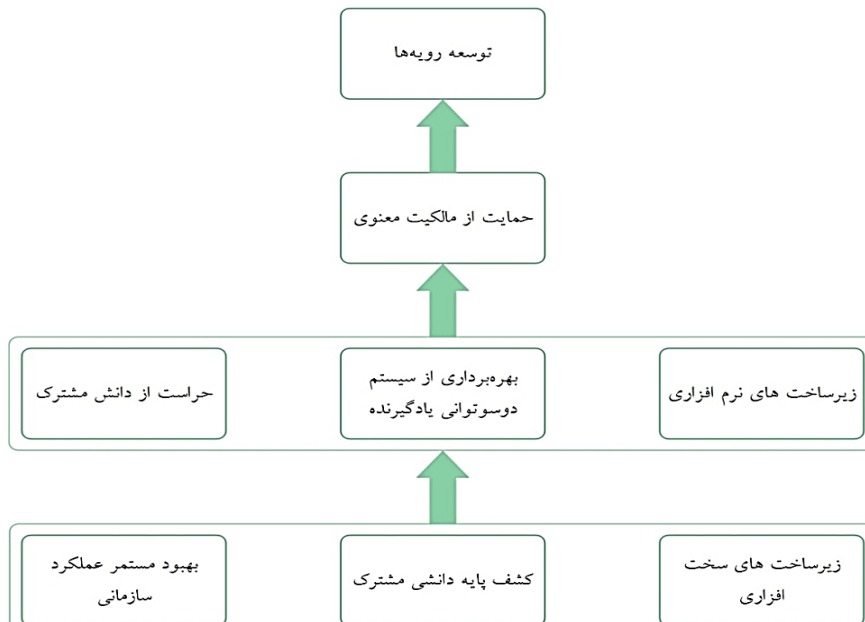 توسعه رویه‌ها
حمایت از مالکیت معنوی
زیرساخت های نرم افزاری
بهره‌برداری از سیستم
دوسوتوانی یادگیرنده
حراست از دانش مشترک
زیرساخت های سخت
افزاری
کشف پایه دانشی مشترک
بهبود مستمر عملکرد
سازمانی